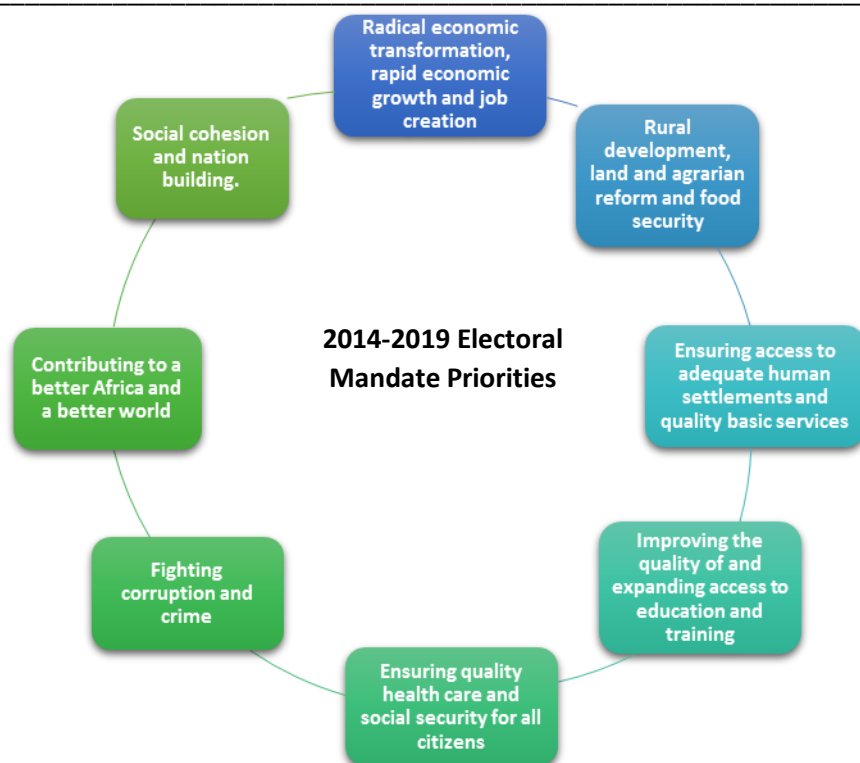 Radical economic
transformation,
rapid economic
growth and job
creation
Rural
development,
land and agrarian
reform and food
security
Ensuring access to
adequate human
settlements and
quality basic services
Improving the
quality of and
expanding access to
education and
training
Ensuring quality
health care and
social security for all
citizens
Fighting
corruption and
crime
Contributing to a
better Africa and
a better world
Social cohesion
and nation
building.
2014-2019 Electoral
Mandate Priorities